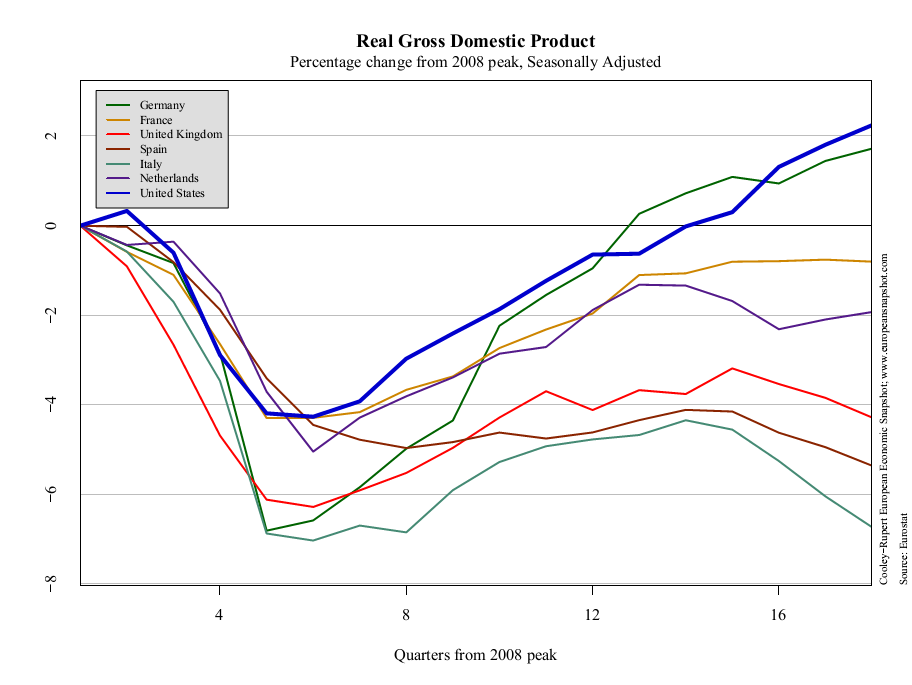 Real Gross Domestic Product
Percentage change from 2008 peak, Seasonally Adjusted
Germany
France
United Kingdom
Spain
Italy
Netherlands
United States
2
0
−2
−4
−6
−8
4
8
12
16
Quarters from 2008 peak
Cooley−Rupert European Economic Snapshot; www.europeansnapshot.com
Source: Eurostat